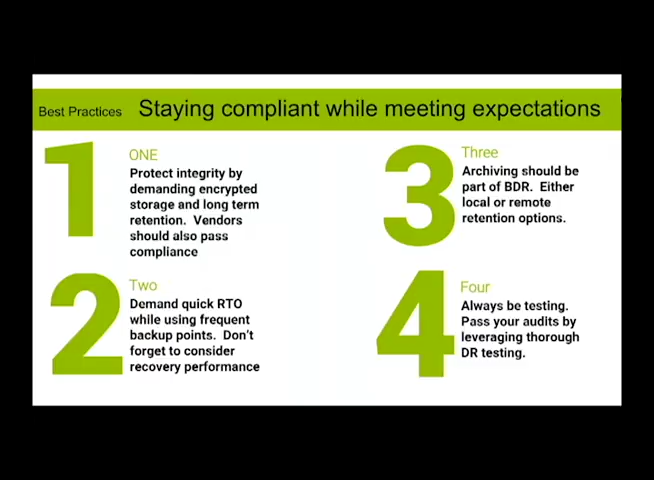 Best Practices Staying compliant while meeting expectations
1
ONE
Protect integrity by
demanding encrypted
storage and long term
retention. Vendors
should also pass
compliance
2
Two
Demand quick RTO
while using frequent
backup points. Don't
forget to consider
recovery performance
3
Three
Archiving should be
part of BDR. Either
local or remote
retention options.
4
Four
Always be testing.
Pass your audits by
leveraging thorough
DR testing.